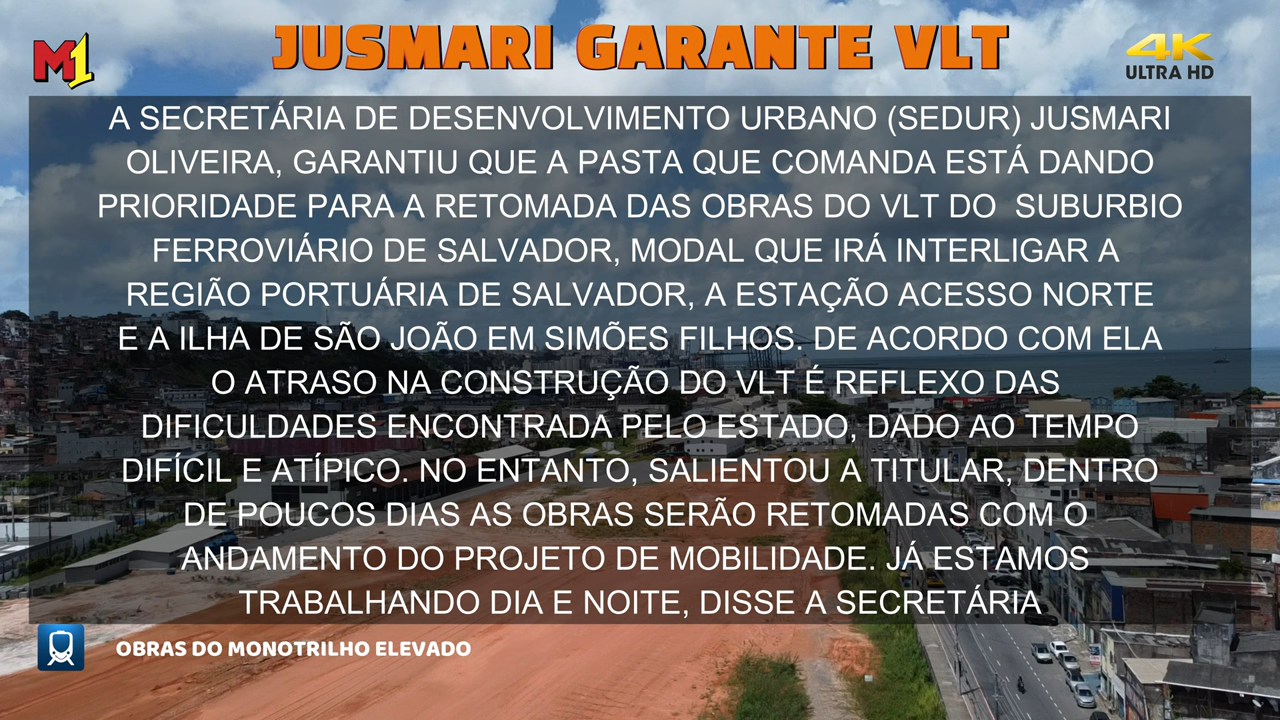 M1
JUSMARI GARANTE VLT
4K
ULTRA HD
A SECRETÁRIA DE DESENVOLVIMENTO URBANO (SEDUR) JUSMARI
OLIVEIRA, GARANTIU QUE A PASTA QUE COMANDA ESTÁ DANDO
PRIORIDADE PARA A RETOMADA DAS OBRAS DO VLT DO  SUBURBIO
FERROVIÁRIO DE SALVADOR, MODAL QUE IRÁ INTERLIGAR A
REGIÃO PORTUÁRIA DE SALVADOR, A ESTAÇÃO ACESSO NORTE
E A ILHA DE SÃO JOÃO EM SIMÕES FILHOS. DE ACORDO COM ELA
O ATRASO NA CONSTRUÇÃO DO VLT É REFLEXO DAS
DIFICULDADES ENCONTRADA PELO ESTADO, DADO AO TEMPO
DIFÍCIL E ATÍPICO. NO ENTANTO, SALIENTOU A TITULAR, DENTRO
DE POUCOS DIAS AS OBRAS SERÃO RETOMADAS COM O
ANDAMENTO DO PROJETO DE MOBILIDADE. JÁ ESTAMOS
TRABALHANDO DIA E NOITE, DISSE A SECRETÁRIA
OBRAS DO MONOTRILHO ELEVADO